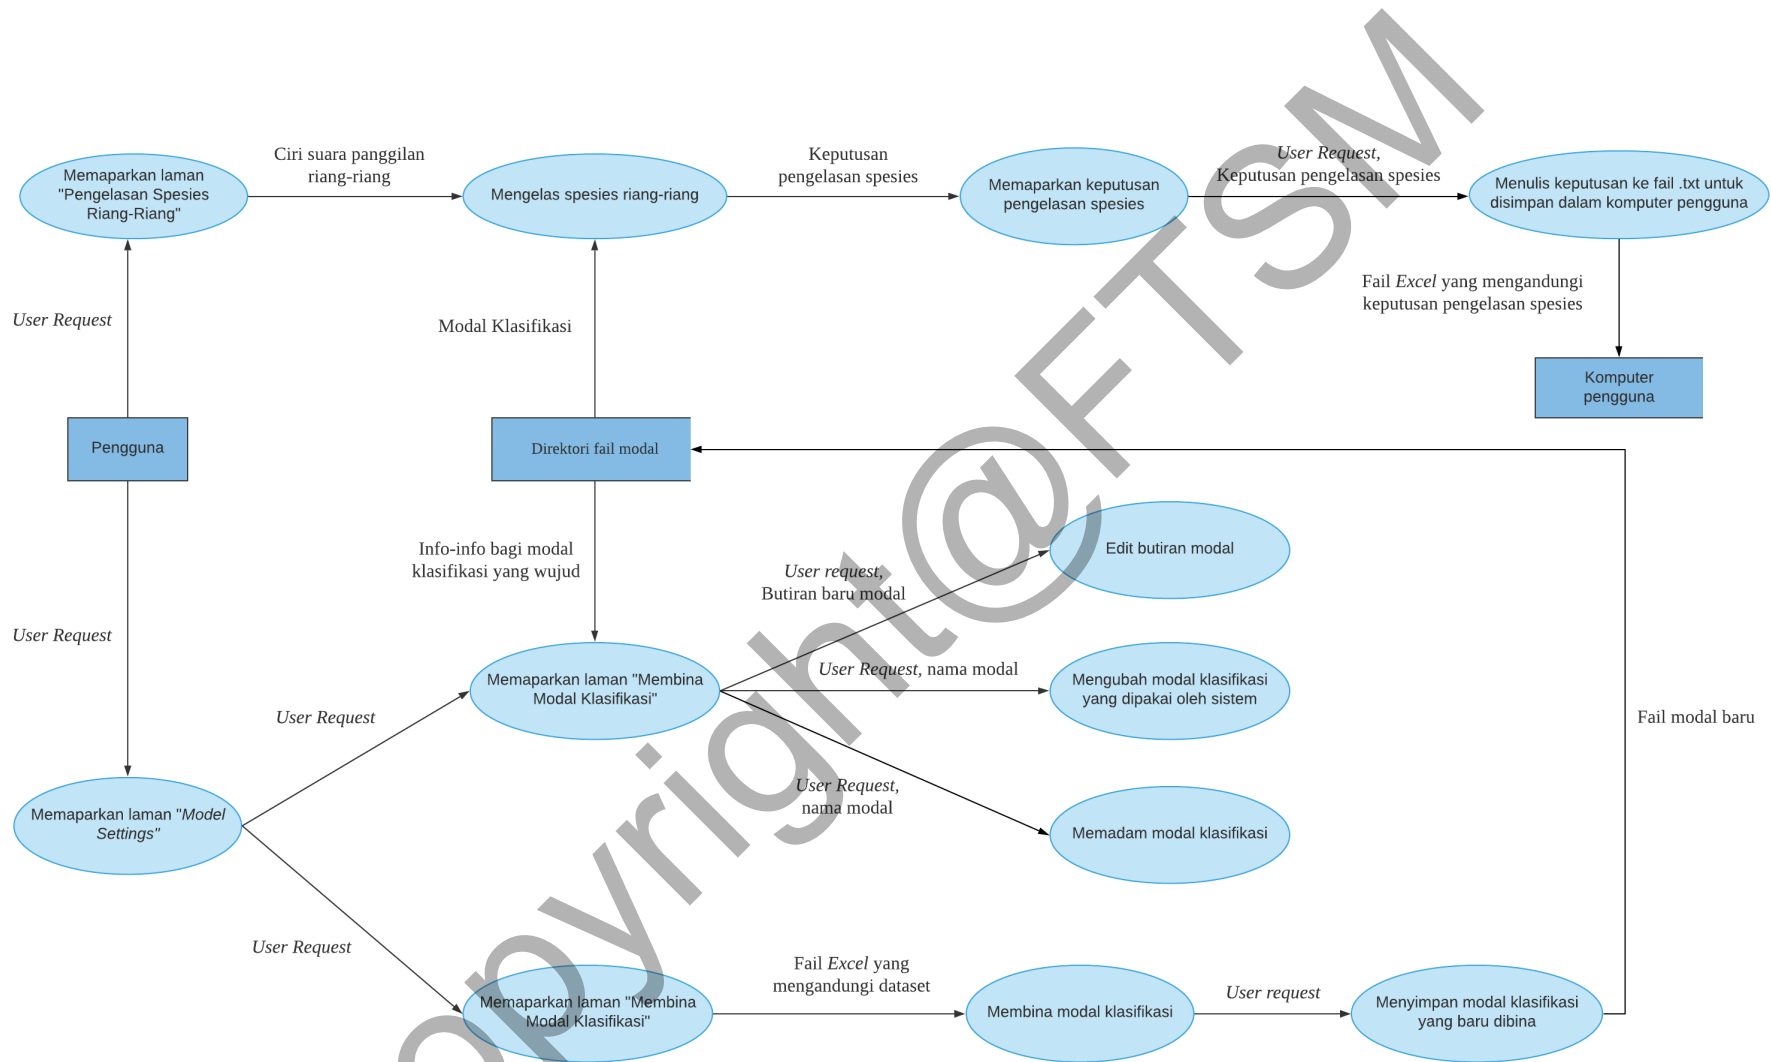 Memaparkan laman
"Pengelasan Spesies
Riang-Riang"
Ciri suara panggilan
riang-riang
Mengelas spesies riang-riang
Keputusan
pengelasan spesies
Memaparkan keputusan
pengelasan spesies
User Request,
Keputusan pengelasan spesies
Menulis keputusan ke fail .txt untuk
disimpan dalam komputer pengguna
User Request
Modal Klasifikasi
Fail Excel yang mengandungi
keputusan pengelasan spesies
Komputer
pengguna
Pengguna
Direktori fail modal
Info-info bagi modal
klasifikasi yang wujud
User Request
Edit butiran modal
User request,
Butiran baru modal
Memaparkan laman "Membina
Modal Klasifikasi"
User Request, nama modal
Mengubah modal klasifikasi
yang dipakai oleh sistem
User Request
Fail modal baru
User Request,
nama modal
Memadam modal klasifikasi
Memaparkan laman "Model
Settings"
User Request
Memaparkan laman "Membina
Modal Klasifikasi"
Fail Excel yang
mengandungi dataset
Membina modal klasifikasi
User request
Menyimpan modal klasifikasi
yang baru dibina
opyright@FTSM